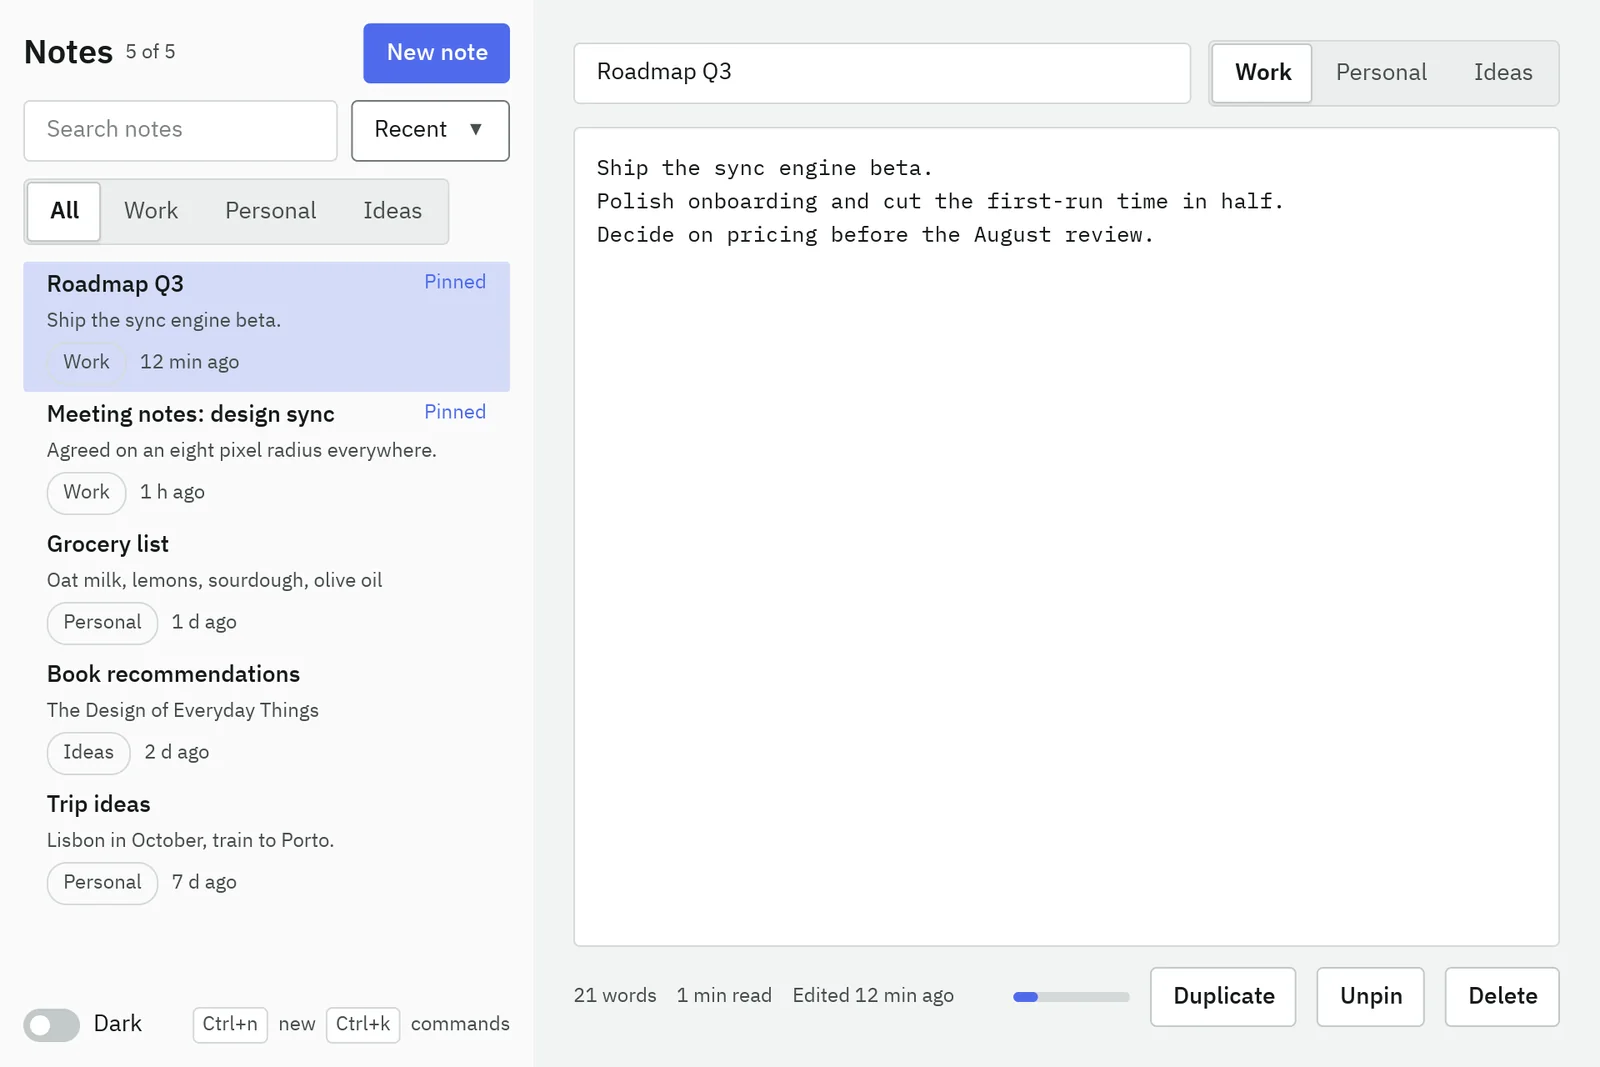 Notes 5 of 5
New note
Search notes
Recent ▼
All Work Personal Ideas
Roadmap Q3 Pinned
Ship the sync engine beta.
Work 12 min ago
Meeting notes: design sync Pinned
Agreed on an eight pixel radius everywhere.
Work 1 h ago
Grocery list
Oat milk, lemons, sourdough, olive oil
Personal 1 d ago
Book recommendations
The Design of Everyday Things
Ideas 2 d ago
Trip ideas
Lisbon in October, train to Porto.
Personal 7 d ago
Dark Ctrl+n new Ctrl+k commands
Roadmap Q3
Work Personal Ideas
Ship the sync engine beta.
Polish onboarding and cut the first-run time in half.
Decide on pricing before the August review.
21 words 1 min read Edited 12 min ago
Duplicate Unpin Delete